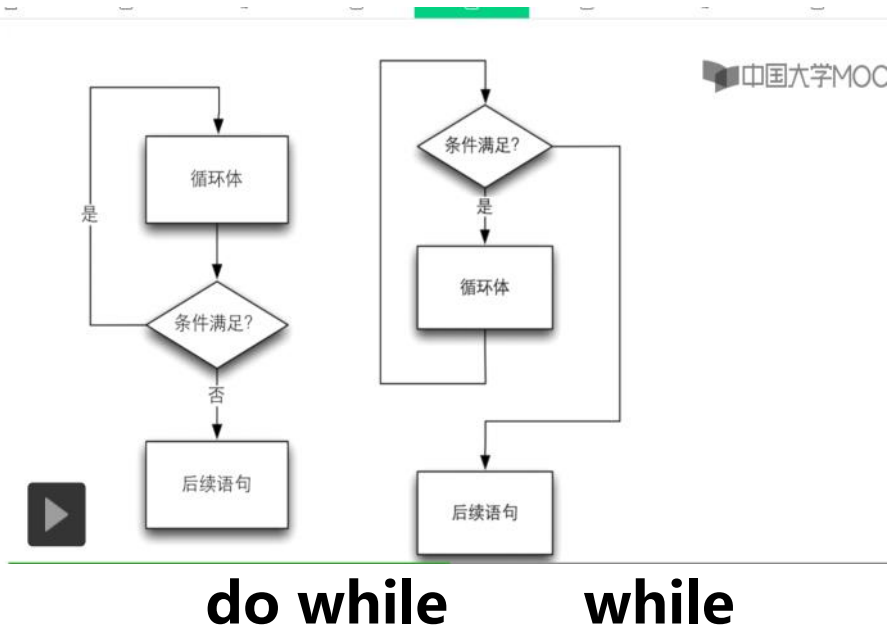 中国大学MOOC
循环体
是
条件满足?
否
后续语句
条件满足?
是
循环体
后续语句
do while
while